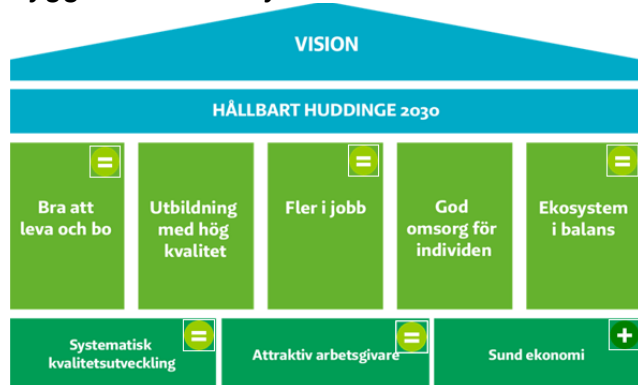 VISION
HÅLLBART HUDDINGE 2030
Bra att
leva och bo
Utbildning
med hög
kvalitet
Fler i jobb
God
omsorg för
individen
Ekosystem
i balans
Systematisk
kvalitetsutveckling
Attraktiv arbetsgivare
Sund ekonomi